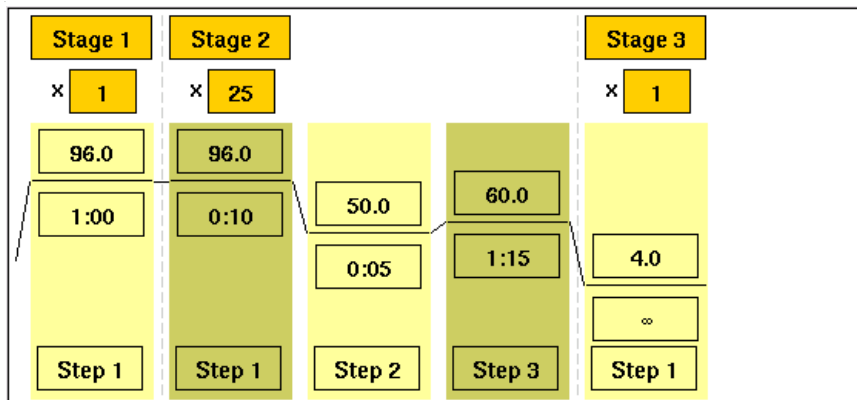 Stage 1 Stage 2 Stage 3
x 1 x 25 x 1
96.0 96.0 50.0 60.0 4.0
1:00 0:10 0:05 1:15 ∞
Step 1 Step 1 Step 2 Step 3 Step 1